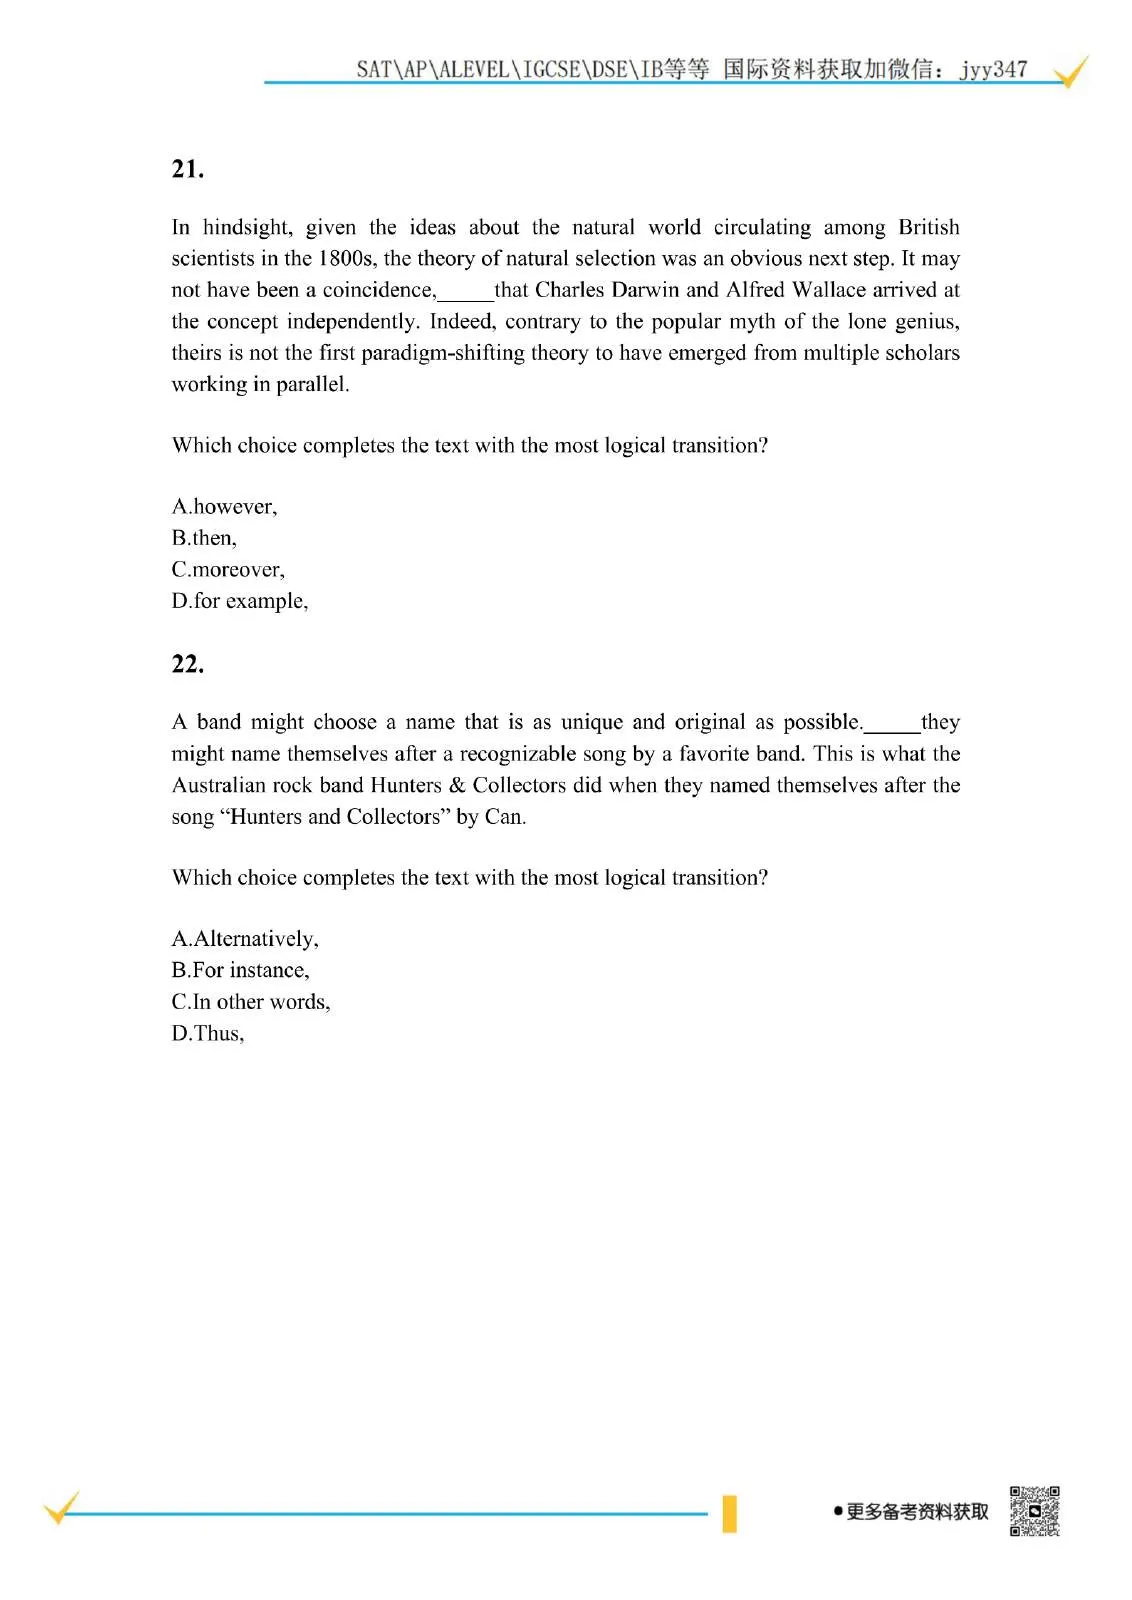 SAT\AP\ALEVEL\IGCSE\DSE\IB等等 国际资料获取加微信：jyy347
21.
In hindsight, given the ideas about the natural world circulating among British
scientists in the 1800s, the theory of natural selection was an obvious next step. It may
not have been a coincidence,_____that Charles Darwin and Alfred Wallace arrived at
the concept independently. Indeed, contrary to the popular myth of the lone genius,
theirs is not the first paradigm-shifting theory to have emerged from multiple scholars
working in parallel.
Which choice completes the text with the most logical transition?
A.however,
B.then,
C.moreover,
D.for example,
22.
A band might choose a name that is as unique and original as possible._____they
might name themselves after a recognizable song by a favorite band. This is what the
Australian rock band Hunters & Collectors did when they named themselves after the
song “Hunters and Collectors” by Can.
Which choice completes the text with the most logical transition?
A.Alternatively,
B.For instance,
C.In other words,
D.Thus,
•更多备考资料获取